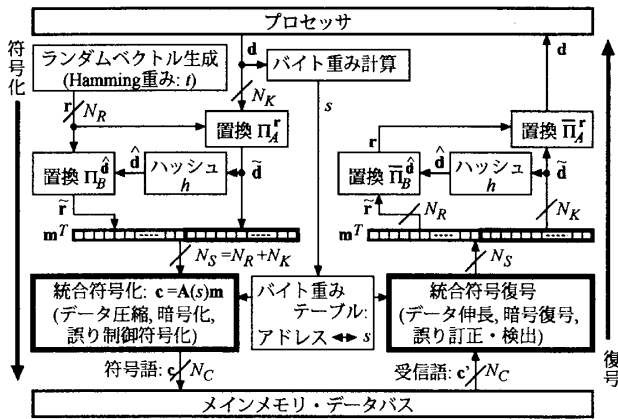 プロセッサ
符号化
ランダムベクトル生成
(Hamming重み: t)
d
バイト重み計算
d
r N_R
N_K
s
置換 Π_A^r
置換 Π̄_A^r
r
置換 Π_B^d̂
d̂
ハッシュ
h
d̃
置換 Π̄_B^d̂
d̂
ハッシュ
h
d̃
r̃
r̃ N_R
N_K
m^T
m^T
N_S = N_R + N_K
N_S
統合符号化: c = A(s)m
(データ圧縮, 暗号化,
誤り制御符号化)
バイト重み
テーブル:
アドレス ↔ s
統合符号復号
(データ伸長, 暗号復号,
誤り訂正・検出)
符号語: c N_C
受信語: c' N_C
復号
メインメモリ・データバス